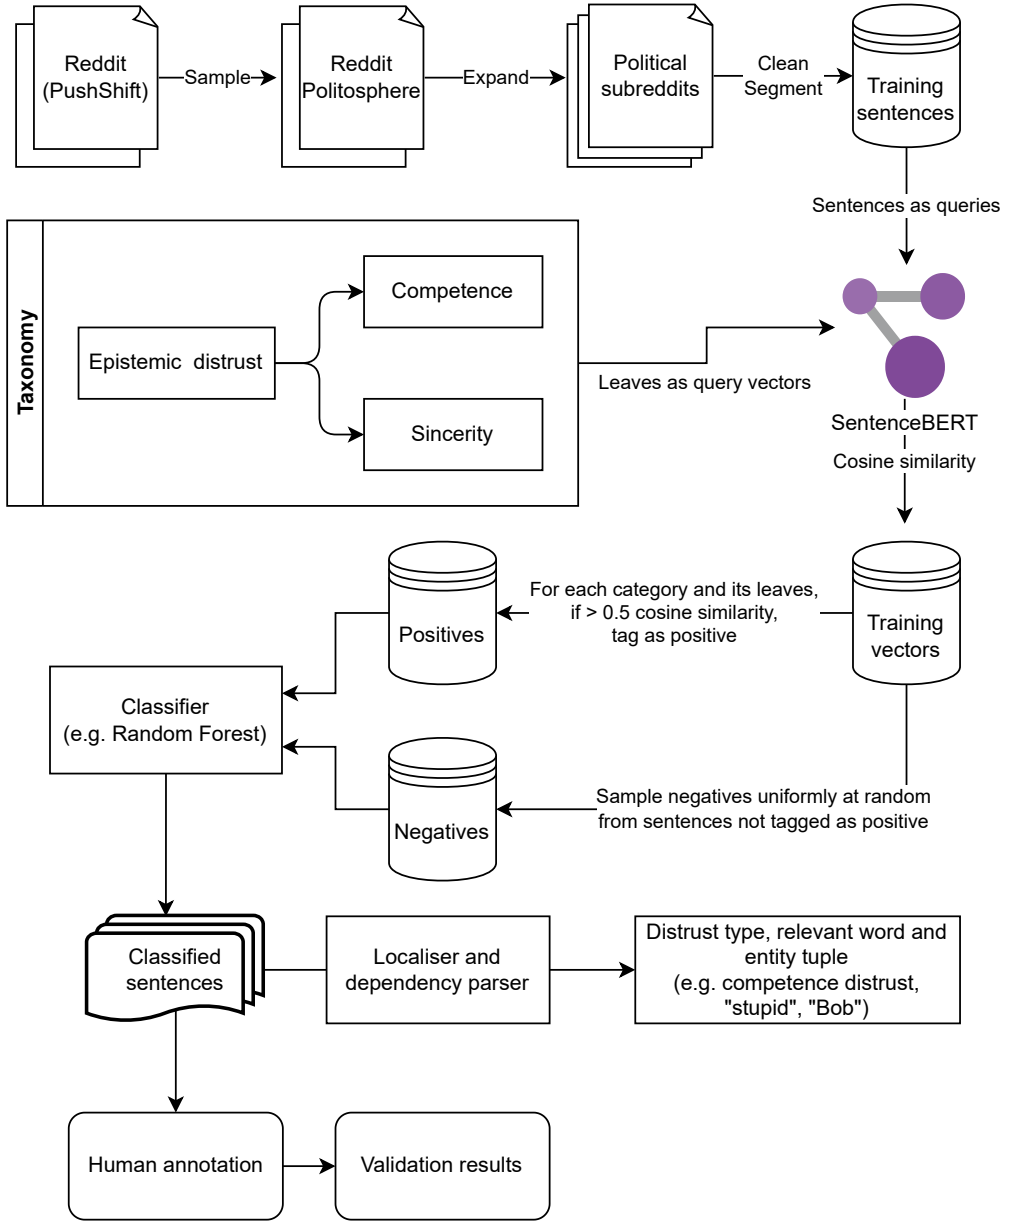 Reddit
(PushShift)
Sample
Reddit
Politosphere
Expand
Political
subreddits
Clean
Segment
Training
sentences
Sentences as queries
Taxonomy
Epistemic distrust
Competence
Sincerity
Leaves as query vectors
SentenceBERT
Cosine similarity
Training
vectors
For each category and its leaves,
if > 0.5 cosine similarity,
tag as positive
Positives
Classifier
(e.g. Random Forest)
Sample negatives uniformly at random
from sentences not tagged as positive
Negatives
Classified
sentences
Localiser and
dependency parser
Distrust type, relevant word and
entity tuple
(e.g. competence distrust,
"stupid", "Bob")
Human annotation
Validation results